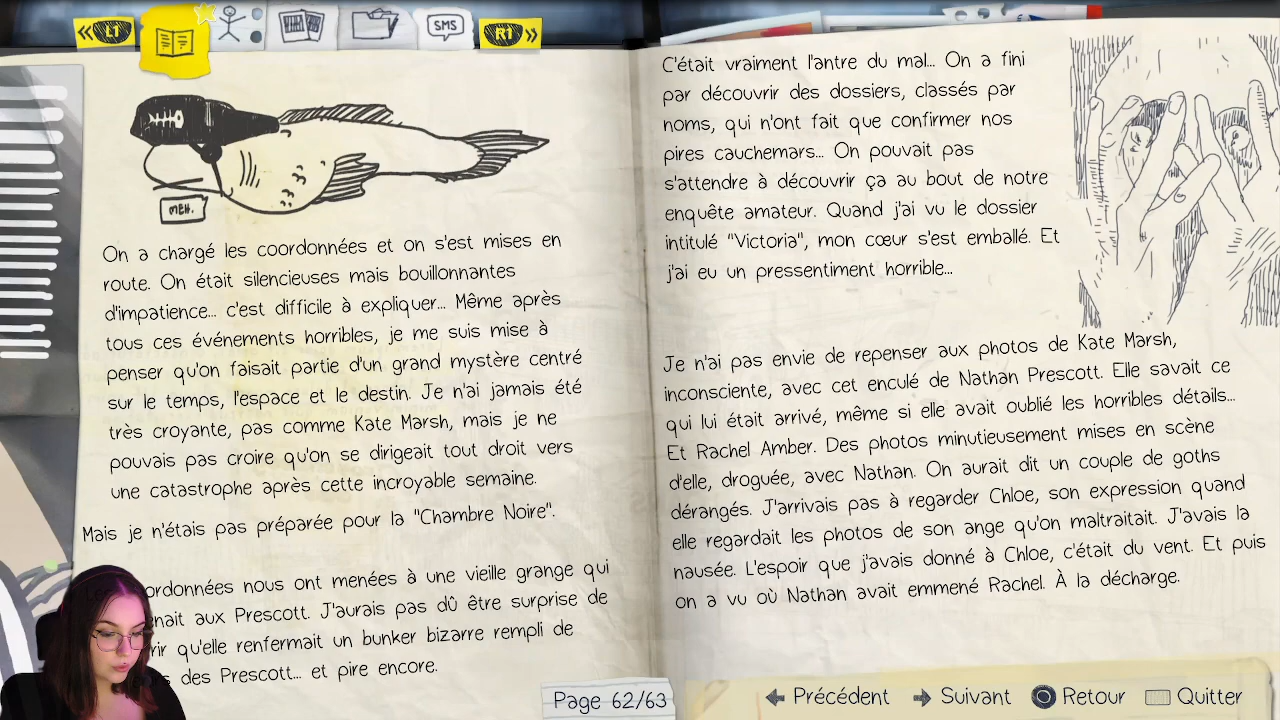 L1
SMS
R1
MEH.
On a chargé les coordonnées et on s'est mises en
route. On était silencieuses mais bouillonnantes
d'impatience... c'est difficile à expliquer... Même après
tous ces événements horribles, je me suis mise à
penser qu'on faisait partie d'un grand mystère centré
sur le temps, l'espace et le destin. Je n'ai jamais été
très croyante, pas comme Kate Marsh, mais je ne
pouvais pas croire qu'on se dirigeait tout droit vers
une catastrophe après cette incroyable semaine.
Mais je n'étais pas préparée pour la "Chambre Noire".
nous ont menées à une vieille grange qui
aux Prescott. J'aurais pas dû être surprise de
qu'elle renfermait un bunker bizarre rempli de
des Prescott... et pire encore.
C'était vraiment l'antre du mal... On a fini
par découvrir des dossiers, classés par
noms, qui n'ont fait que confirmer nos
pires cauchemars... On pouvait pas
s'attendre à découvrir ça au bout de notre
enquête amateur. Quand j'ai vu le dossier
intitulé "Victoria", mon cœur s'est emballé. Et
j'ai eu un pressentiment horrible...
Je n'ai pas envie de repenser aux photos de Kate Marsh,
inconsciente, avec cet enculé de Nathan Prescott. Elle savait ce
qui lui était arrivé, même si elle avait oublié les horribles détails...
Et Rachel Amber. Des photos minutieusement mises en scène
d'elle, droguée, avec Nathan. On aurait dit un couple de goths
dérangés. J'arrivais pas à regarder Chloe, son expression quand
elle regardait les photos de son ange qu'on maltraitait. J'avais la
nausée. L'espoir que j'avais donné à Chloe, c'était du vent. Et puis
on a vu où Nathan avait emmené Rachel. À la décharge.
Page 62/63
Précédent
Suivant
Retour
Quitter